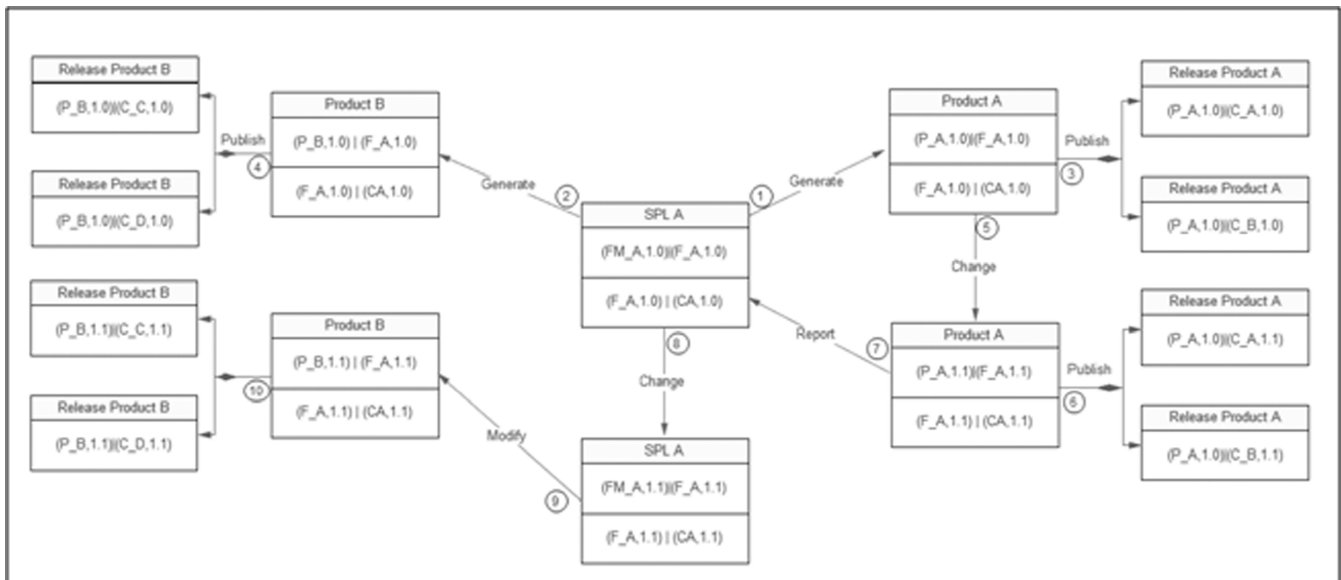 Release Product B
(P_B,1.0)|(C_C,1.0)
Release Product B
(P_B,1.0)|(C_D,1.0)
Publish
4
Product B
(P_B,1.0) | (F_A,1.0)
(F_A,1.0) | (CA,1.0)
Generate
2
SPL A
(FM_A,1.0)|(F_A,1.0)
(F_A,1.0) | (CA,1.0)
1
Generate
Product A
(P_A,1.0)|(F_A,1.0)
(F_A,1.0) | (CA,1.0)
Publish
3
Release Product A
(P_A,1.0)|(C_A,1.0)
Release Product A
(P_A,1.0)|(C_B,1.0)
5
Change
Product A
(P_A,1.1)|(F_A,1.1)
(F_A,1.1) | (CA,1.1)
Publish
6
Release Product A
(P_A,1.0)|(C_A,1.1)
Release Product A
(P_A,1.0)|(C_B,1.1)
Report
7
8
Change
SPL A
(FM_A,1.1)|(F_A,1.1)
(F_A,1.1) | (CA,1.1)
Modify
9
Product B
(P_B,1.1) | (F_A,1.1)
(F_A,1.1) | (CA,1.1)
10
Release Product B
(P_B,1.1)|(C_C,1.1)
Release Product B
(P_B,1.1)|(C_D,1.1)